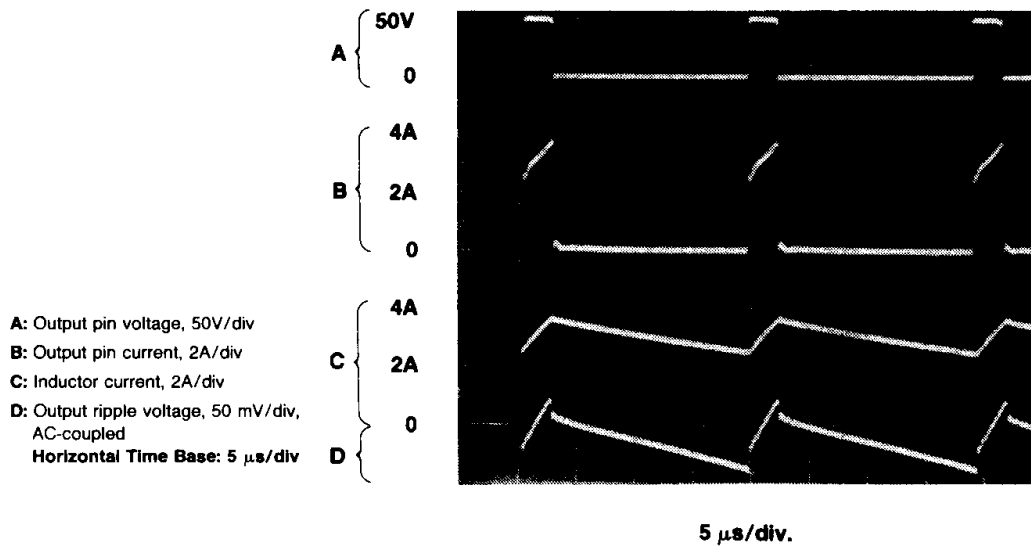 50V
A
0
4A
B
2A
0
4A
A: Output pin voltage, 50V/div
B: Output pin current, 2A/div
C
2A
C: Inductor current, 2A/div
D: Output ripple voltage, 50 mV/div,
AC-coupled
0
Horizontal Time Base: 5 μs/div
D
5 μs/div.